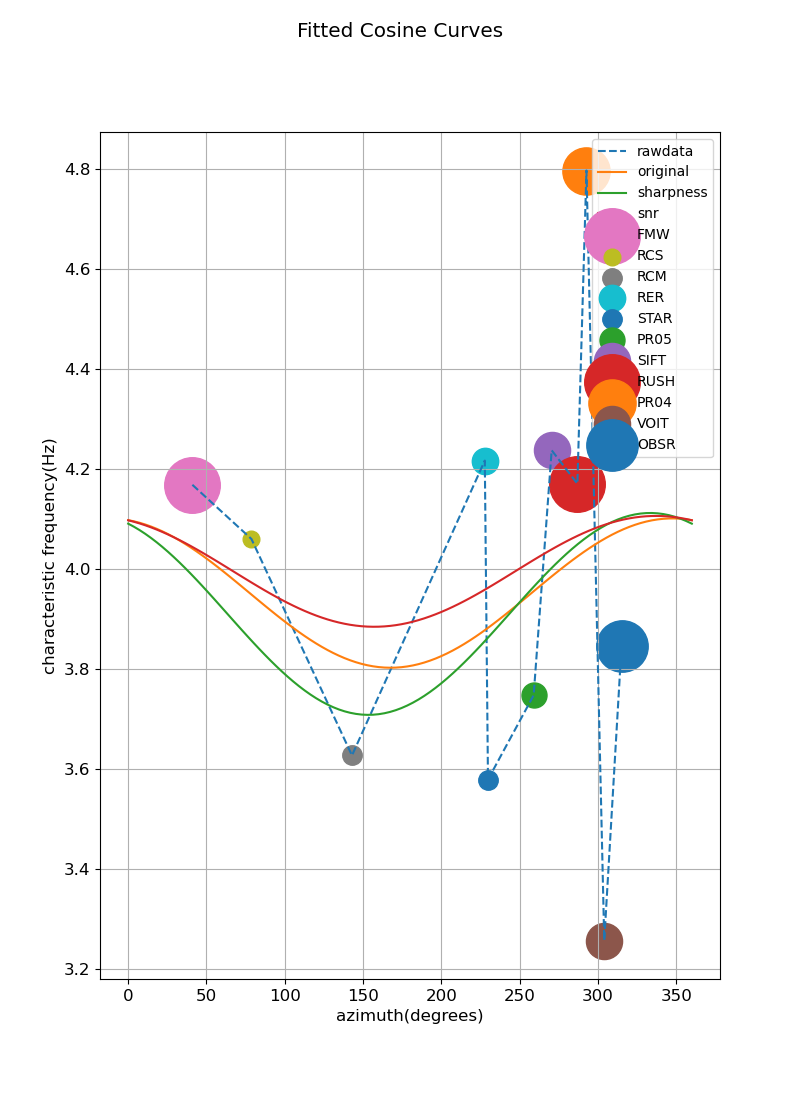 Fitted Cosine Curves
characteristic frequency(Hz)
4.8
4.6
4.4
4.2
4.0
3.8
3.6
3.4
3.2
rawdata
original
sharpness
snr
FMW
RCS
RCM
RER
STAR
PR05
SIFT
RUSH
PR04
VOIT
OBSR
0 50 100 150 200 250 300 350
azimuth(degrees)